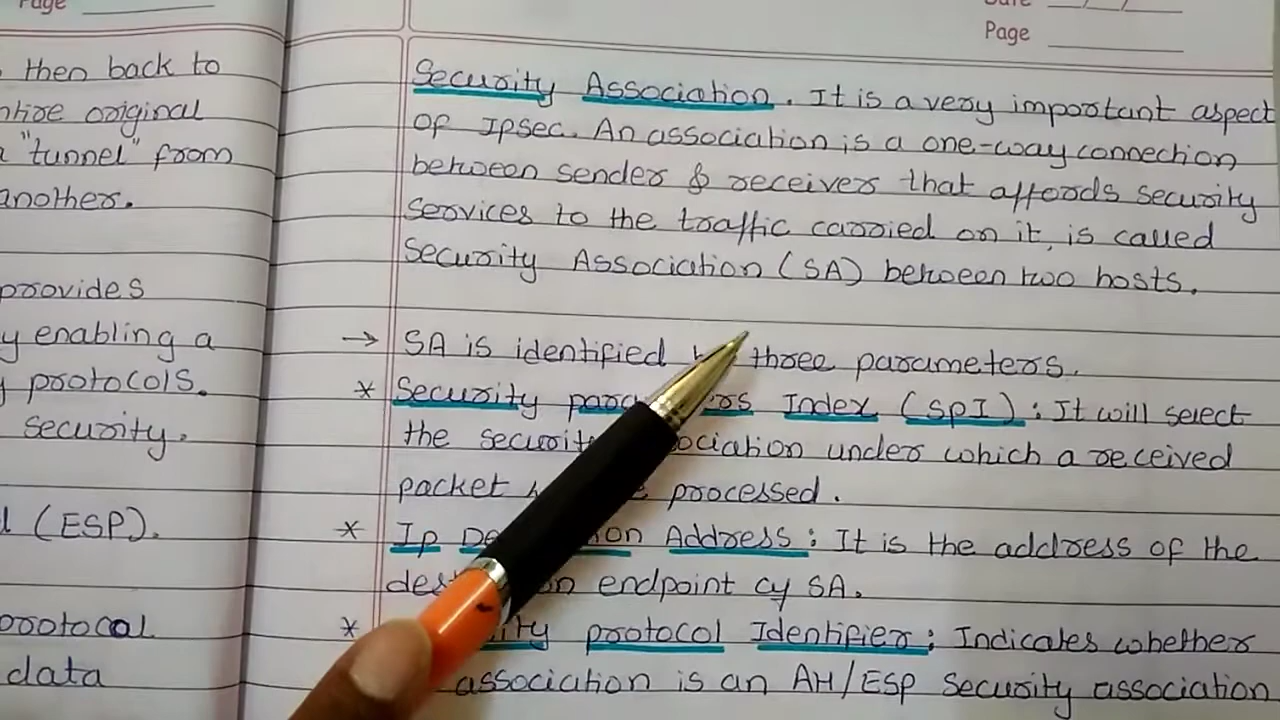 Page
then back to
original
"tunnel" from
another.
provides
y enabling a
protocols.
security.
(ESP).
protocol
data
Page
Security Association. It is a very important aspect
of Ipsec. An association is a one-way connection
between sender & receiver that affords security
services to the traffic carried on it, is called
Security Association (SA) between two hosts.
→ SA is identified three parameters.
* Security Index (SPI): It will select
the under which a received
packet processed.
* Ip Address: It is the address of the
endpoint SA.
* protocol Identifier: Indicates whether
association is an AH/ESP security association